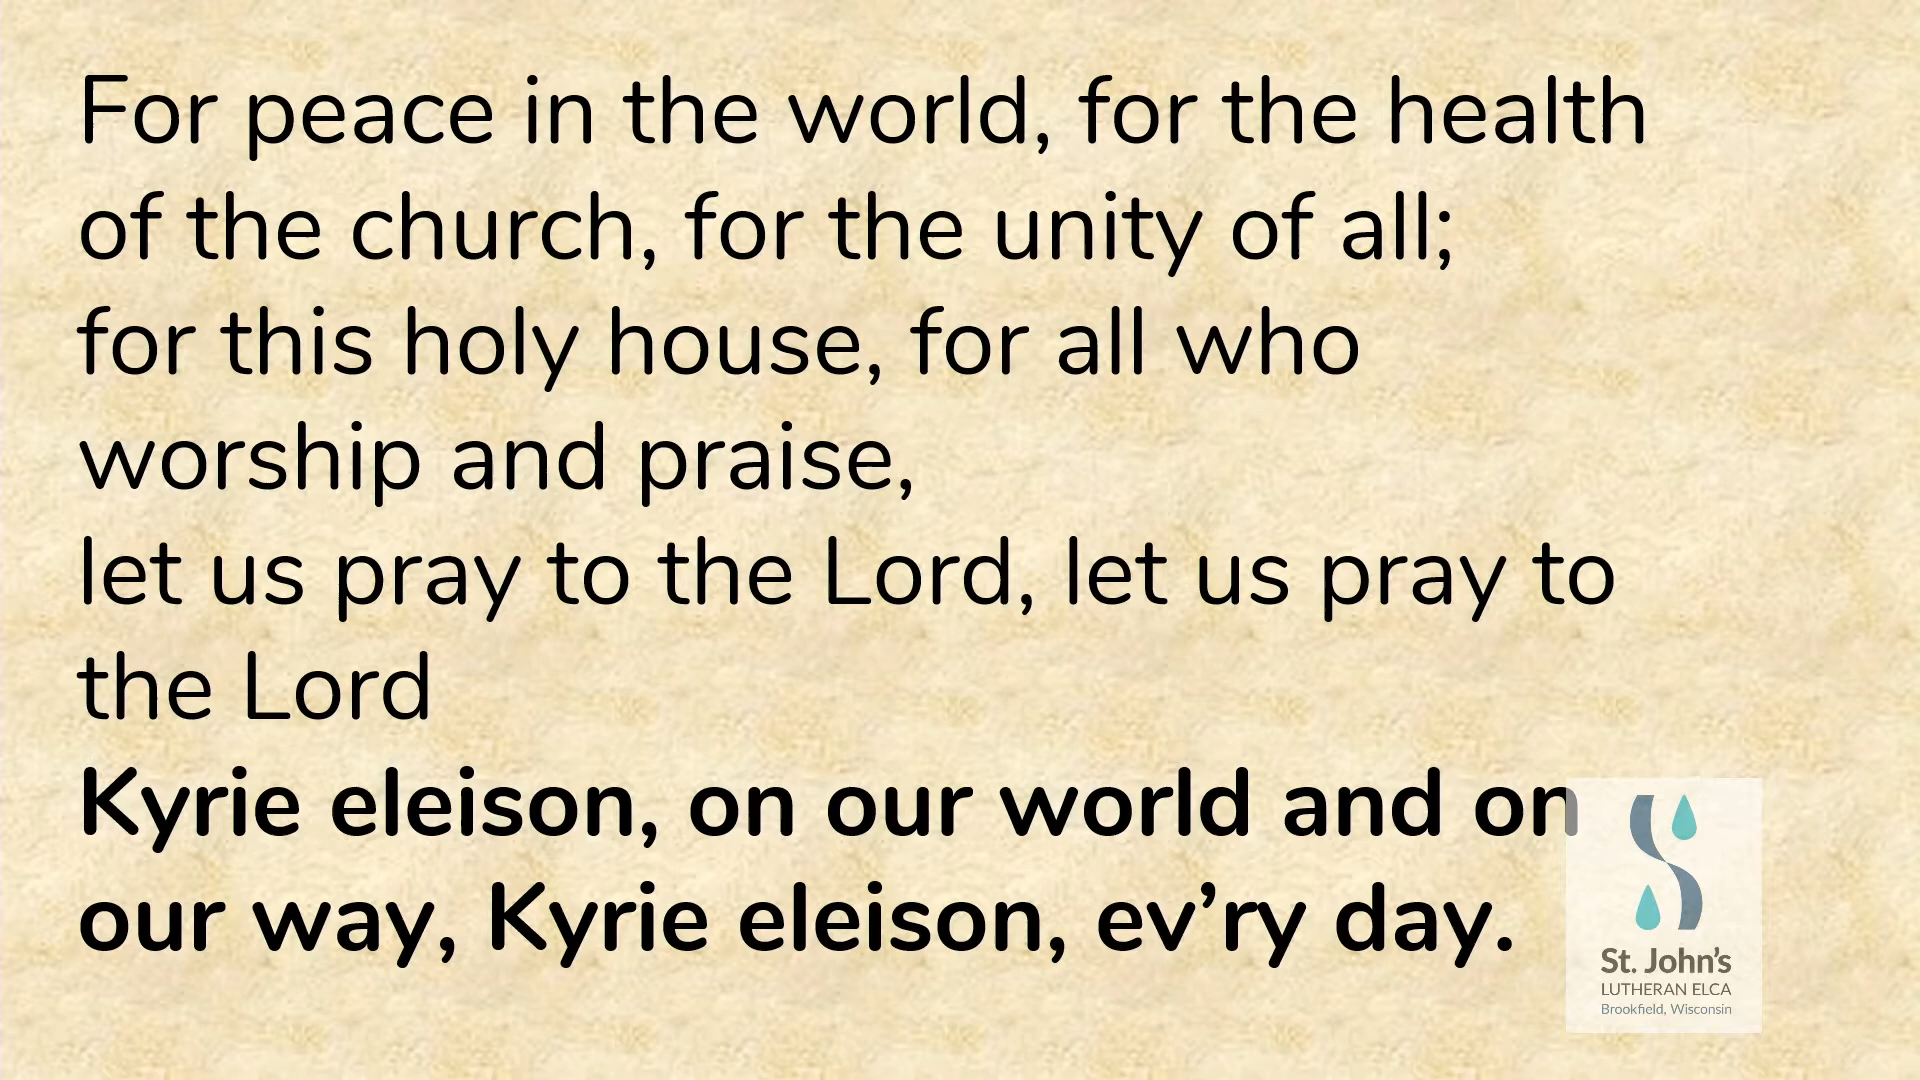 For peace in the world, for the health
of the church, for the unity of all;
for this holy house, for all who
worship and praise,
let us pray to the Lord, let us pray to
the Lord
Kyrie eleison, on our world and on
our way, Kyrie eleison, ev’ry day.
St. John’s
LUTHERAN ELCA
Brookfield, Wisconsin